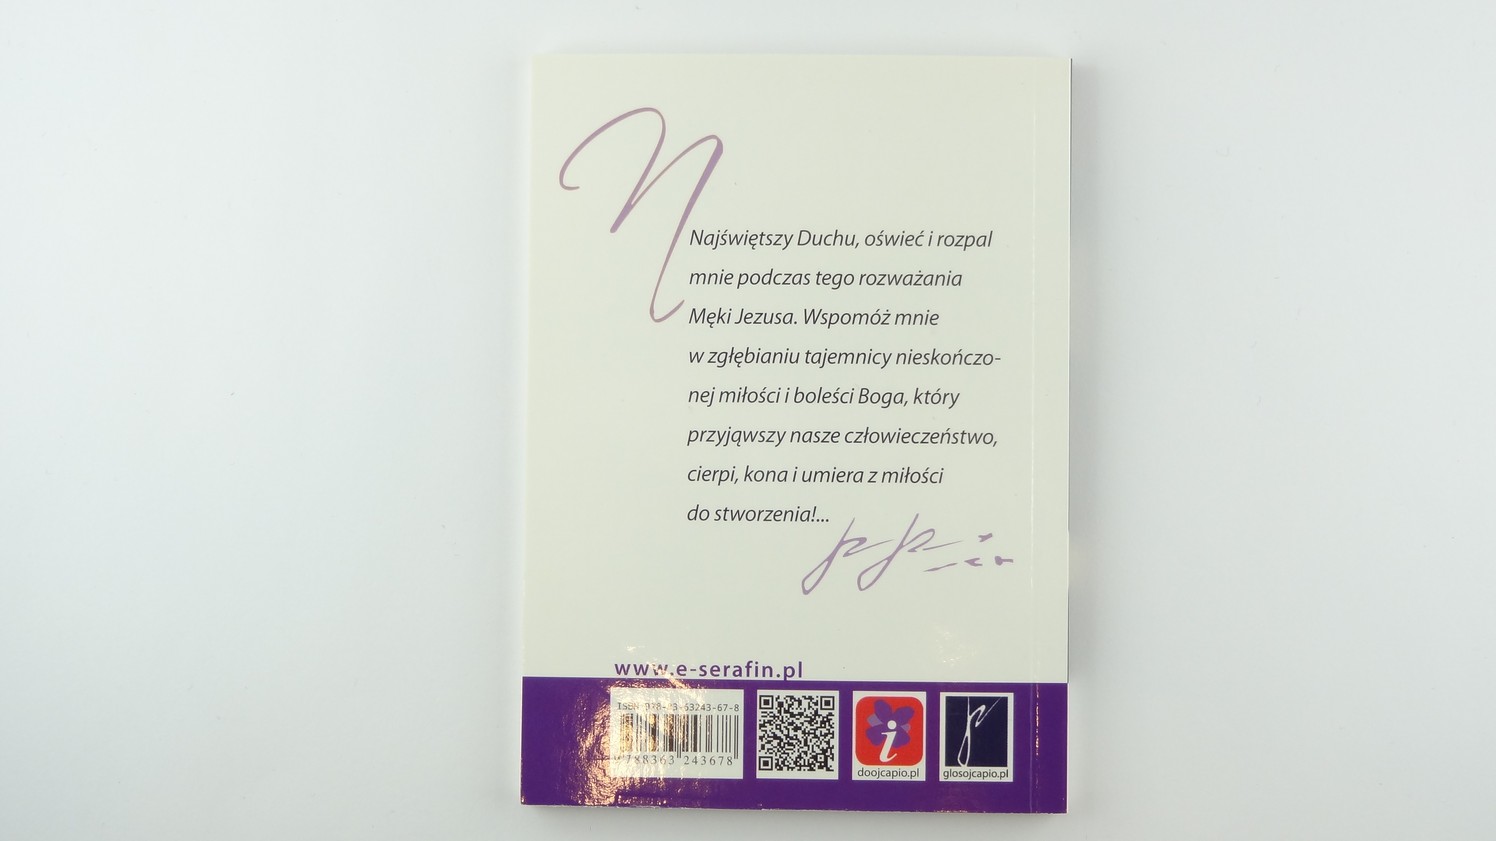 N
Najświętszy Duchu, oświeć i rozpal
mnie podczas tego rozważania
Męki Jezusa. Wspomóż mnie
w zgłębianiu tajemnicy nieskończo-
nej miłości i boleści Boga, który
przyjąwszy nasze człowieczeństwo,
cierpi, kona i umiera z miłości
do stworzenia!...
www.e-serafin.pl
ISBN 978-83-63243-67-8
9788363 243678
i
doojcapio.pl
glosojcapio.pl